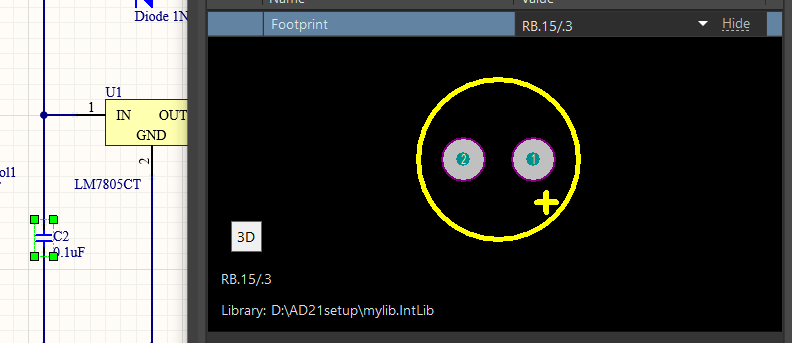 Name
Value
Diode 1N
Footprint
RB.15/.3
Hide
U1
1
IN
OUT
GND
2
LM7805CT
ol1
C2
0.1uF
2
1
3D
RB.15/.3
Library: D:\AD21setup\mylib.IntLib